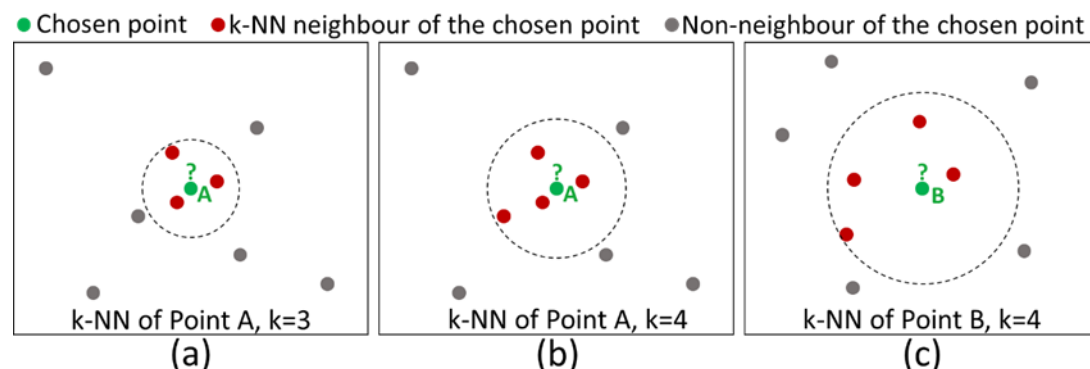 Chosen point k-NN neighbour of the chosen point Non-neighbour of the chosen point
? A
k-NN of Point A, k=3
(a)
? A
k-NN of Point A, k=4
(b)
? B
k-NN of Point B, k=4
(c)